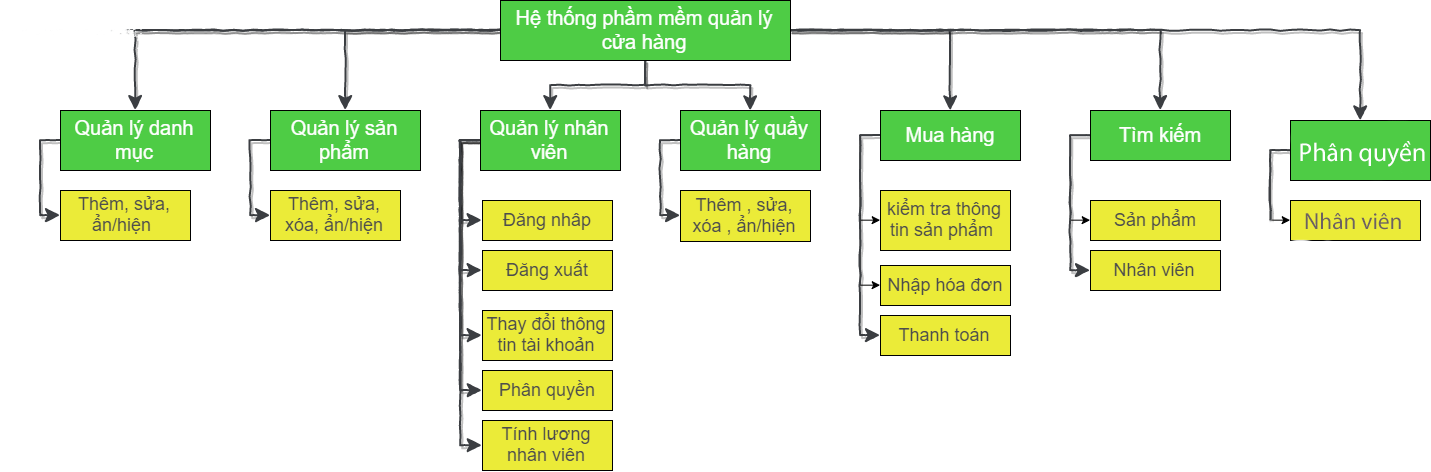 Hệ thống phầm mềm quản lý
cửa hàng
Quản lý danh
mục
Thêm, sửa,
ẩn/hiện
Quản lý sản
phẩm
Thêm, sửa,
xóa, ẩn/hiện
Quản lý nhân
viên
Đăng nhâp
Đăng xuất
Thay đổi thông
tin tài khoản
Phân quyền
Tính lương
nhân viên
Quản lý quầy
hàng
Thêm , sửa,
xóa , ẩn/hiện
Mua hàng
kiểm tra thông
tin sản phẩm
Nhập hóa đơn
Thanh toán
Tìm kiếm
Sản phẩm
Nhân viên
Phân quyền
Nhân viên